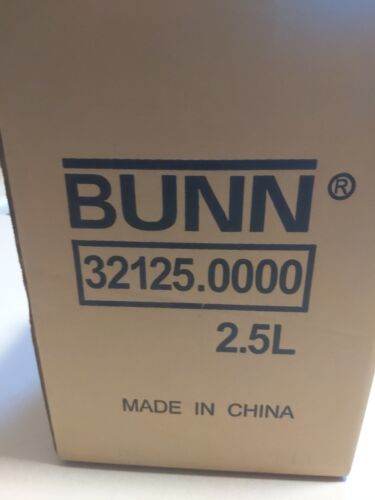 BUNN®
32125.0000
2.5L
MADE IN CHINA